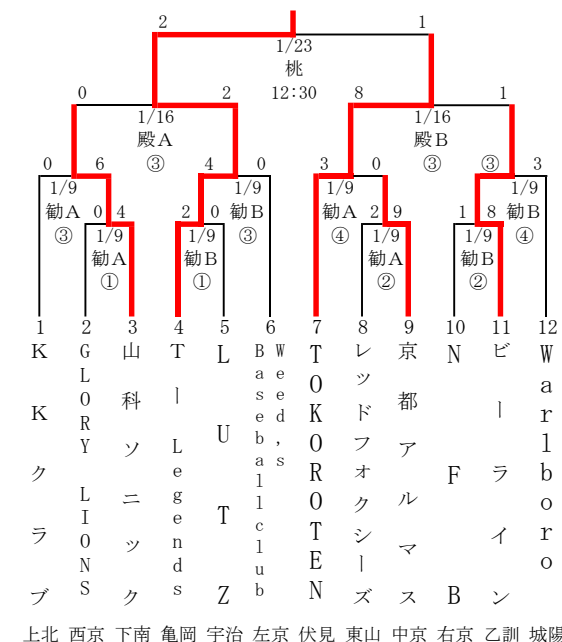 2 1
1/23
桃
12:30
0 2 8 1
1/16 1/16
殿A 殿B
③ ③ ③
0 6 4 0 3 0 3
1/9 1/9 1/9 1/9
勧A 勧B 勧A 勧B
③ ③ ④ ④
0 4 2 0 2 9 1 8
1/9 1/9 1/9 1/9
勧A 勧B 勧A 勧B
① ① ② ②
1 2 3 4 5 6 7 8 9 10 11 12
KKクラブ
GLORY LIONS
山科ソニック
Tー Legends
LUTZ
Weed,s
Baseballclub
TOKOROTEN
レッドフォクシーズ
京都アルマス
NFB
ビーライン
Warlboro
上北 西京 下南 亀岡 宇治 左京 伏見 東山 中京 右京 乙訓 城陽